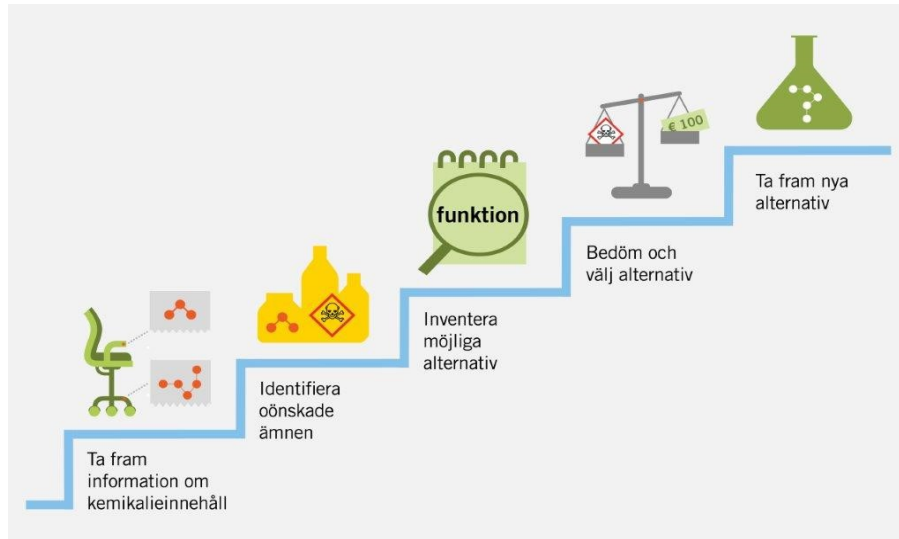 Ta fram
information om
kemikalieinnehåll
Identifiera
oönskade
ämnen
funktion
Inventera
möjliga
alternativ
€ 100
Bedöm och
välj alternativ
Ta fram nya
alternativ